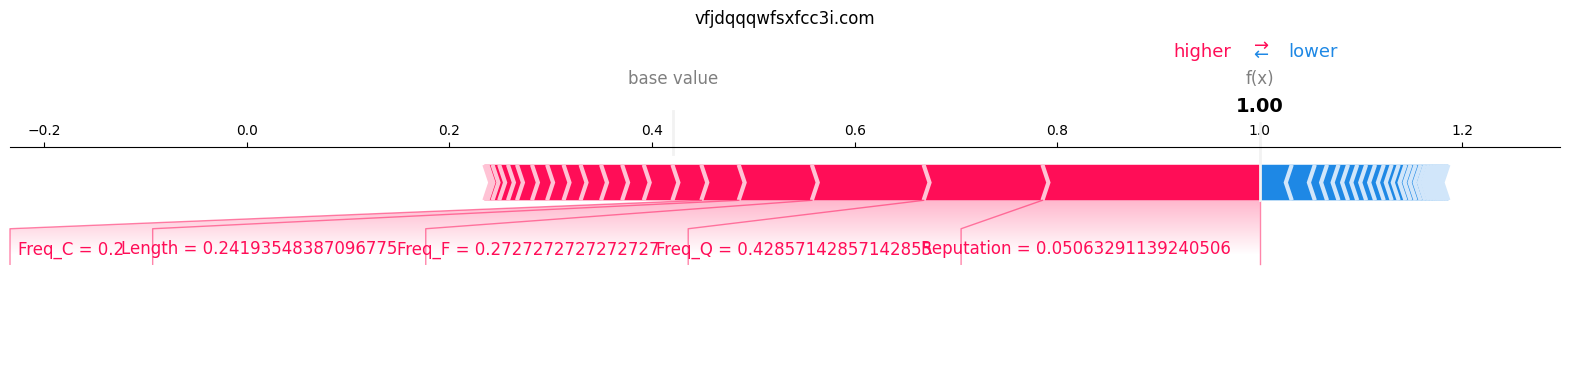 vfjdqqqwfsxfcc3i.com
higher ⇄ lower
base value f(x)
1.00
−0.2 0.0 0.2 0.4 0.6 0.8 1.0 1.2
Freq_C = 0.2 Length = 0.24193548387096775 Freq_F = 0.2727272727272727 Freq_Q = 0.42857142857142855 Reputation = 0.05063291139240506